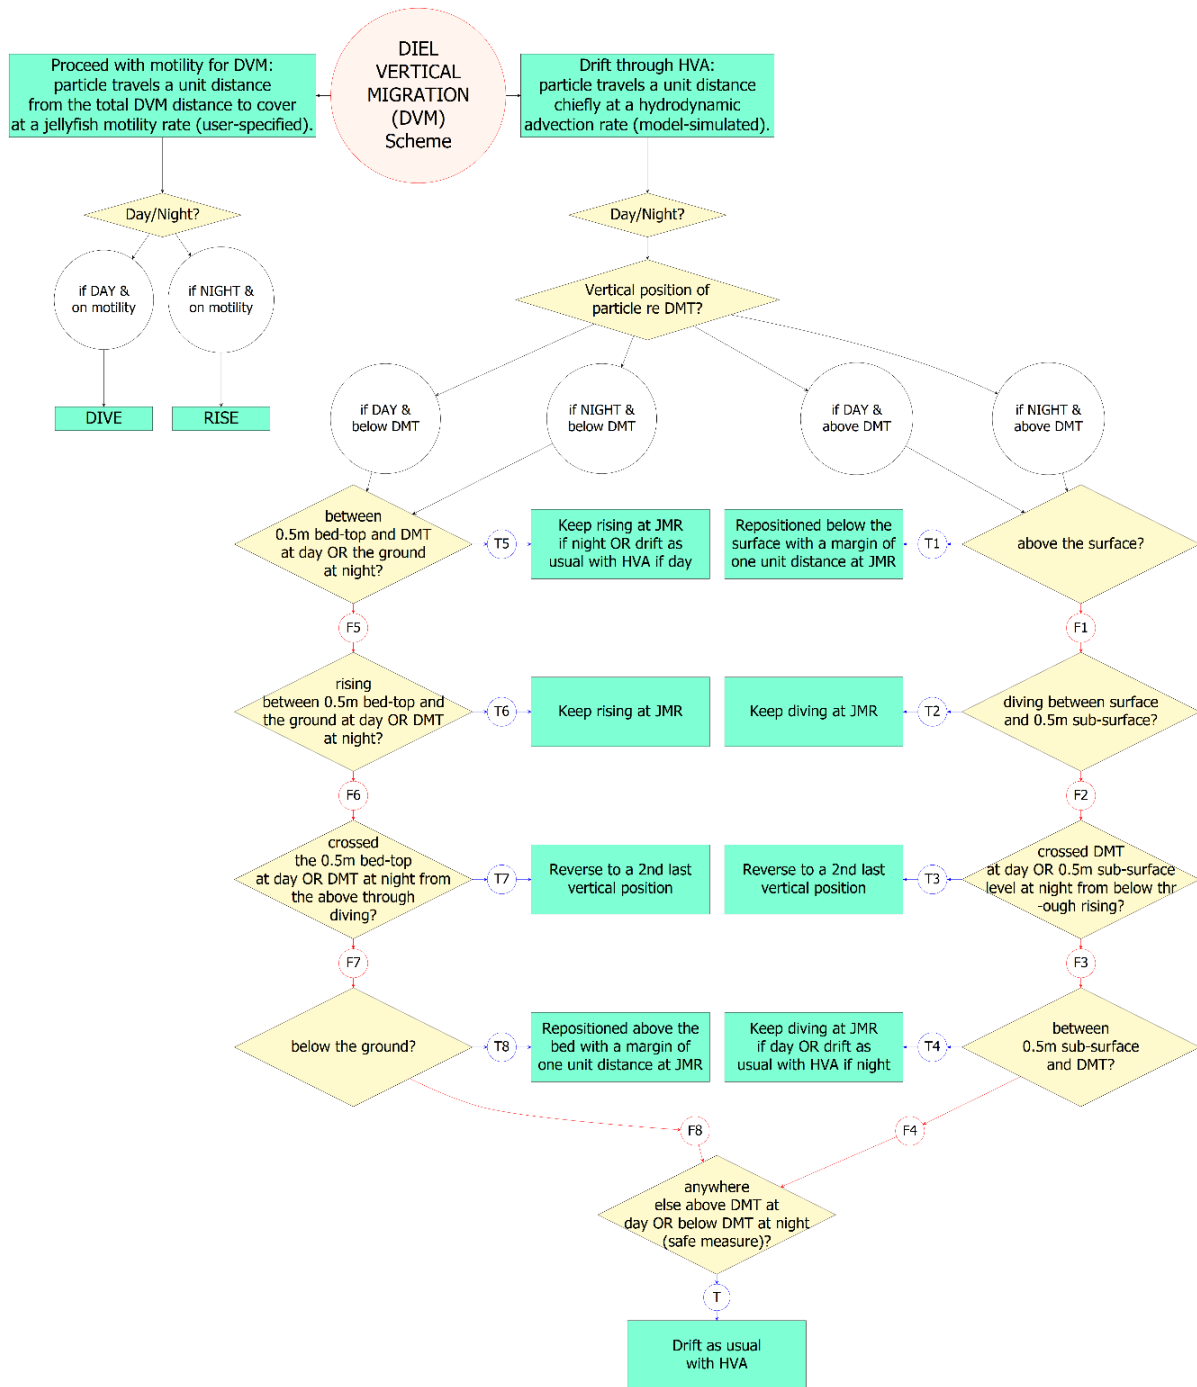 DIEL
VERTICAL
MIGRATION
(DVM)
Scheme
Proceed with motility for DVM:
particle travels a unit distance
from the total DVM distance to cover
at a jellyfish motility rate (user-specified).
Drift through HVA:
particle travels a unit distance
chiefly at a hydrodynamic
advection rate (model-simulated).
Day/Night?
Day/Night?
if DAY &
on motility
if NIGHT &
on motility
Vertical position of
particle re DMT?
DIVE
RISE
if DAY &
below DMT
if NIGHT &
below DMT
if DAY &
above DMT
if NIGHT &
above DMT
between
0.5m bed-top and DMT
at day OR the ground
at night?
T5
Keep rising at JMR
if night OR drift as
usual with HVA if day
Repositioned below the
surface with a margin of
one unit distance at JMR
T1
above the surface?
F5
F1
rising
between 0.5m bed-top and
the ground at day OR DMT
at night?
T6
Keep rising at JMR
Keep diving at JMR
T2
diving between surface
and 0.5m sub-surface?
F6
F2
crossed
the 0.5m bed-top
at day OR DMT at night from
the above through
diving?
T7
Reverse to a 2nd last
vertical position
Reverse to a 2nd last
vertical position
T3
crossed DMT
at day OR 0.5m sub-surface
level at night from below thr
-ough rising?
F7
F3
below the ground?
T8
Repositioned above the
bed with a margin of
one unit distance at JMR
Keep diving at JMR
if day OR drift as
usual with HVA if night
T4
between
0.5m sub-surface
and DMT?
F8
F4
anywhere
else above DMT at
day OR below DMT at night
(safe measure)?
T
Drift as usual
with HVA